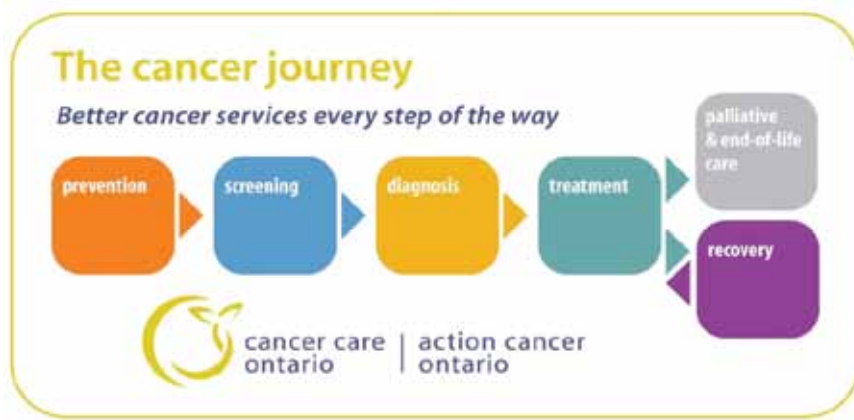 The cancer journey
Better cancer services every step of the way
prevention
screening
diagnosis
treatment
palliative
& end-of-life
care
recovery
cancer care
ontario
action cancer
ontario